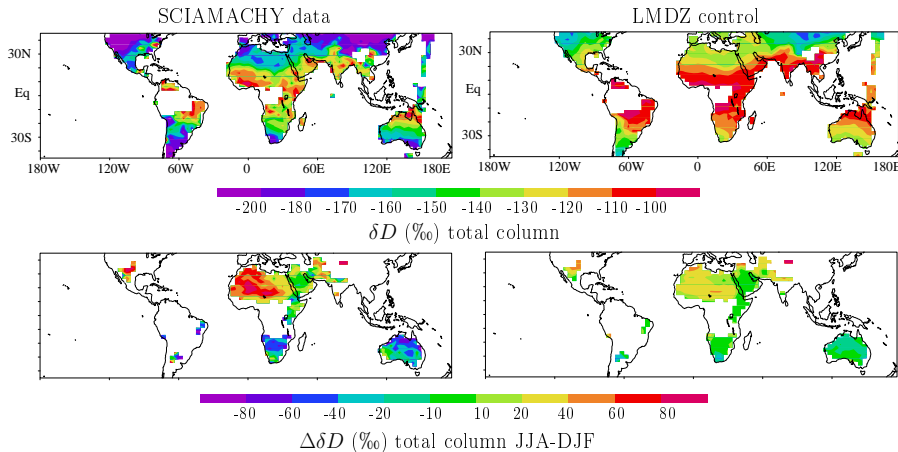 SCIAMACHY data
LMDZ control
30N
Eq
30S
180W 120W 60W 0 60E 120E 180E
30N
Eq
30S
180W 120W 60W 0 60E 120E 180E
-200 -180 -170 -160 -150 -140 -130 -120 -110 -100
δD (‰) total column
-80 -60 -40 -20 -10 10 20 40 60 80
ΔδD (‰) total column JJA-DJF